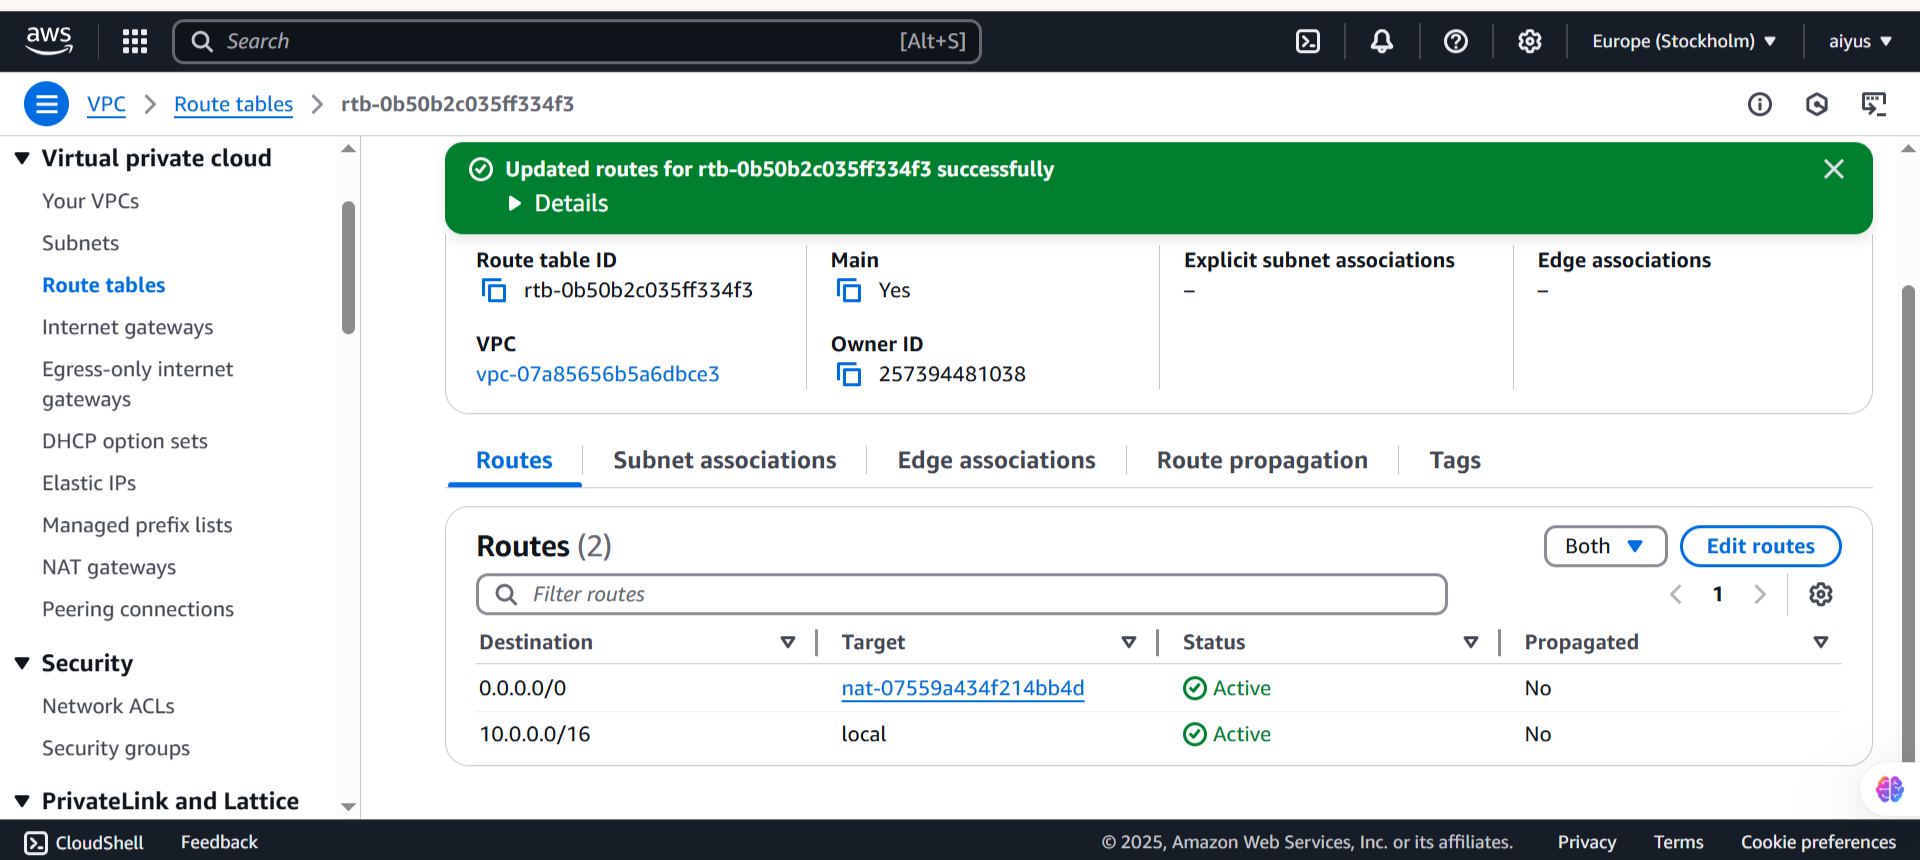 aws
Search [Alt+S]
Europe (Stockholm)
aiyus
VPC > Route tables > rtb-0b50b2c035ff334f3
Virtual private cloud
Your VPCs
Subnets
Route tables
Internet gateways
Egress-only internet
gateways
DHCP option sets
Elastic IPs
Managed prefix lists
NAT gateways
Peering connections
Security
Network ACLs
Security groups
PrivateLink and Lattice
Updated routes for rtb-0b50b2c035ff334f3 successfully
Details
Route table ID
rtb-0b50b2c035ff334f3
Main
Yes
Explicit subnet associations
–
Edge associations
–
VPC
vpc-07a85656b5a6dbce3
Owner ID
257394481038
Routes Subnet associations Edge associations Route propagation Tags
Routes (2)
Both
Edit routes
Filter routes
1
Destination Target Status Propagated
0.0.0.0/0 nat-07559a434f214bb4d Active No
10.0.0.0/16 local Active No
CloudShell Feedback © 2025, Amazon Web Services, Inc. or its affiliates. Privacy Terms Cookie preferences